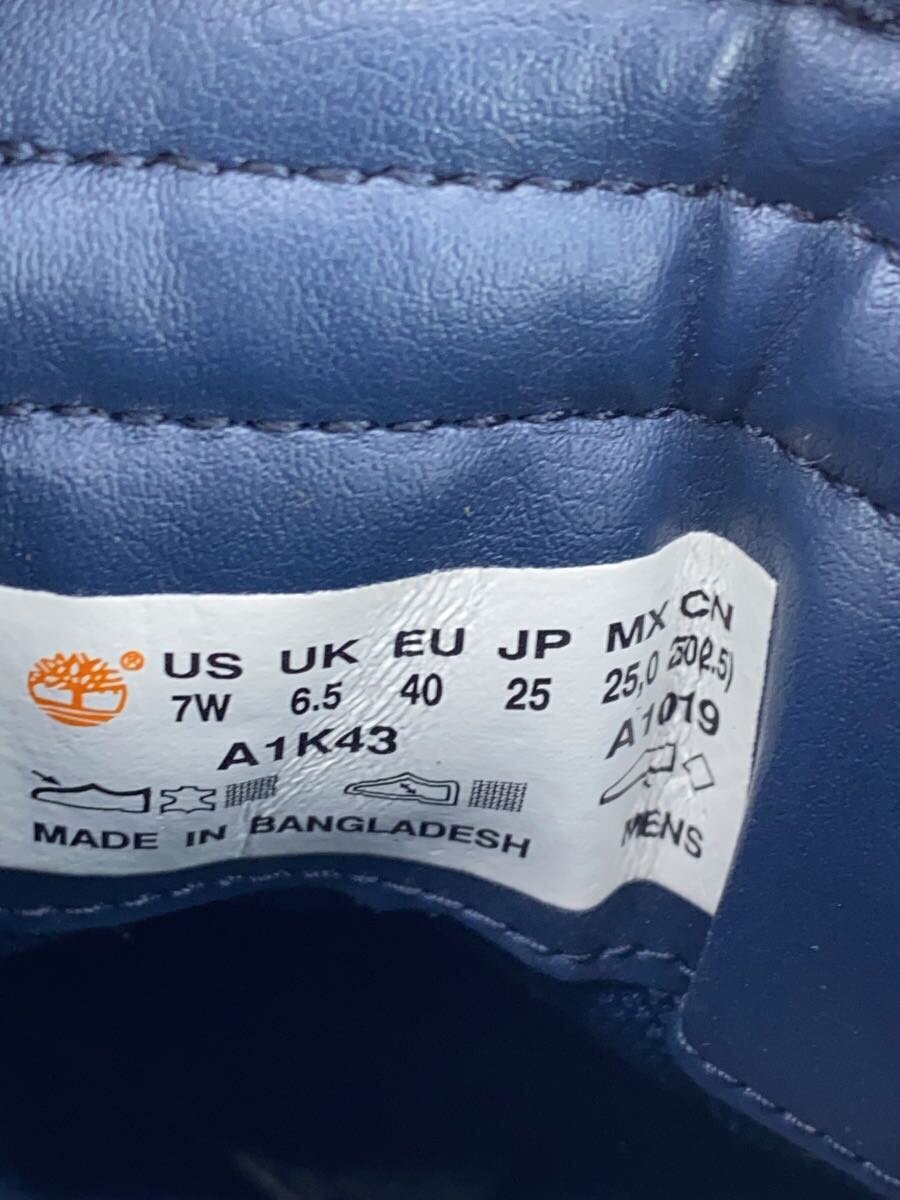 ® US UK EU JP MX CN
7W 6.5 40 25 25,0 250(2.5)
A1K43 A1019
MADE IN BANGLADESH MENS